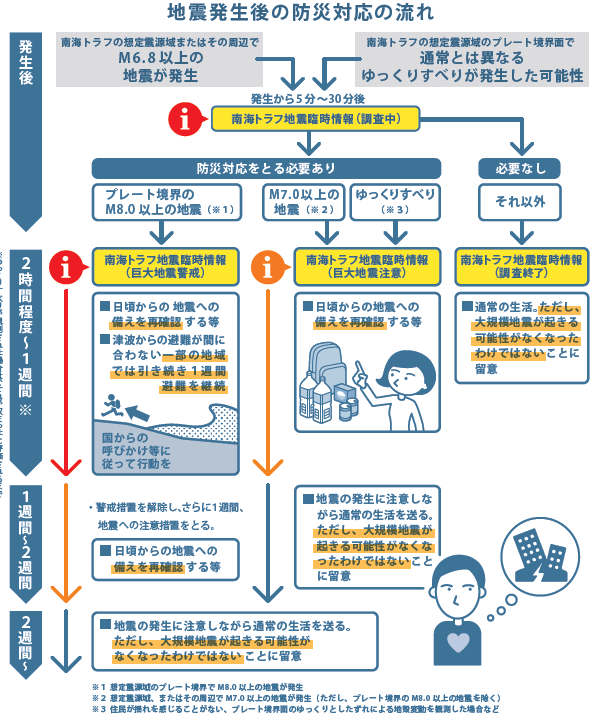 地震発生後の防災対応の流れ
発生後
南海トラフの想定震源域またはその周辺で
M6.8以上の
地震が発生
南海トラフの想定震源域のプレート境界面で
通常とは異なる
ゆっくりすべりが発生した可能性
発生から5分〜30分後
i
南海トラフ地震臨時情報(調査中)
防災対応をとる必要あり
必要なし
プレート境界の
M8.0以上の地震(※1)
M7.0以上の
地震(※2)
ゆっくりすべり
(※3)
それ以外
2時間程度〜1週間 ※
i
南海トラフ地震臨時情報
(巨大地震警戒)
i
南海トラフ地震臨時情報
(巨大地震注意)
南海トラフ地震臨時情報
(調査終了)
■日頃からの 地震への
備えを再確認 する等
■津波からの避難が間に
合わない一部の地域
では引き続き1週間
避難を継続
国からの
呼びかけ等に
従って行動を
■日頃からの地震への
備えを再確認する等
■通常の生活。ただし、
大規模地震が起きる
可能性がなくなった
わけではないことに
留意
1週間〜2週間
・警戒措置を解除し、さらに1週間、
地震への注意措置をとる。
■日頃からの地震への
備えを再確認 する等
■地震の発生に注意しな
がら通常の生活を送る。
ただし、大規模地震が
起きる可能性がなくな
ったわけではないこと
に留意
2週間〜
■地震の発生に注意しながら通常の生活を送る。
ただし、大規模地震が起きる可能性が
なくなったわけではない ことに留意
※1 想定震源域のプレート境界でM8.0以上の地震が発生
※2 想定震源域、またはその周辺でM7.0以上の地震が発生(ただし、プレート境界のM8.0以上の地震を除く)
※3 住民が揺れを感じることがない、プレート境界面のゆっくりとしたずれによる地殻変動を観測した場合など